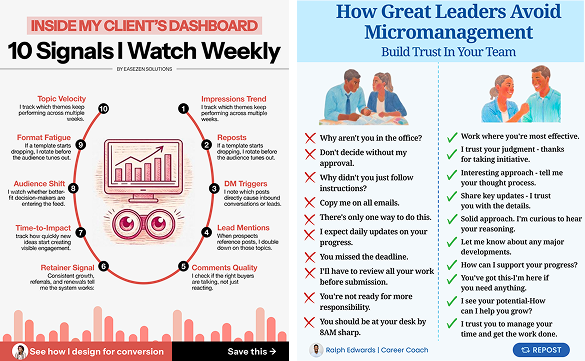 INSIDE MY CLIENT'S DASHBOARD
10 Signals I Watch Weekly
BY EASEZEN SOLUTIONS
1
Impressions Trend
I track which themes keep
performing across multiple
weeks.
2
Reposts
If a template starts
dropping, I rotate before
the audience tunes out.
3
DM Triggers
I note which posts
directly cause inbound
conversations or leads.
4
Lead Mentions
When prospects
reference posts, I double
down on those topics.
5
Comments Quality
I check if the right buyers
are talking, not just
reacting.
6
Retainer Signal
Consistent growth,
referrals, and renewals tell
me the system works:
7
Time-to-Impact
track how quickly new
ideas start creating
visible engagement.
8
Audience Shift
I watch whether better-
fit decision-makers are
entering the feed.
9
Format Fatigue
If a template starts
dropping, I rotate before
the audience tunes out.
10
Topic Velocity
I track which themes keep
performing across multiple
weeks.
See how I design for conversion
Save this →
How Great Leaders Avoid
Micromanagement
Build Trust In Your Team
Why aren't you in the office?
Don't decide without my
approval.
Why didn't you just follow
instructions?
Copy me on all emails.
There's only one way to do this.
I expect daily updates on your
progress.
You missed the deadline.
I'll have to review all your work
before submission.
You're not ready for more
responsibility.
You should be at your desk by
8AM sharp.
Work where you're most effective.
I trust your judgment - thanks
for taking initiative.
Interesting approach - tell me
your thought process.
Share key updates - I trust
you with the details.
Solid approach. I'm curious to hear
your reasoning.
Let me know about any major
developments.
How can I support your progress?
You've got this-I'm here if
you need anything.
I see your potential-How
can I help you grow?
I trust you to manage your
time and get the work done.
Ralph Edwards | Career Coach
REPOST